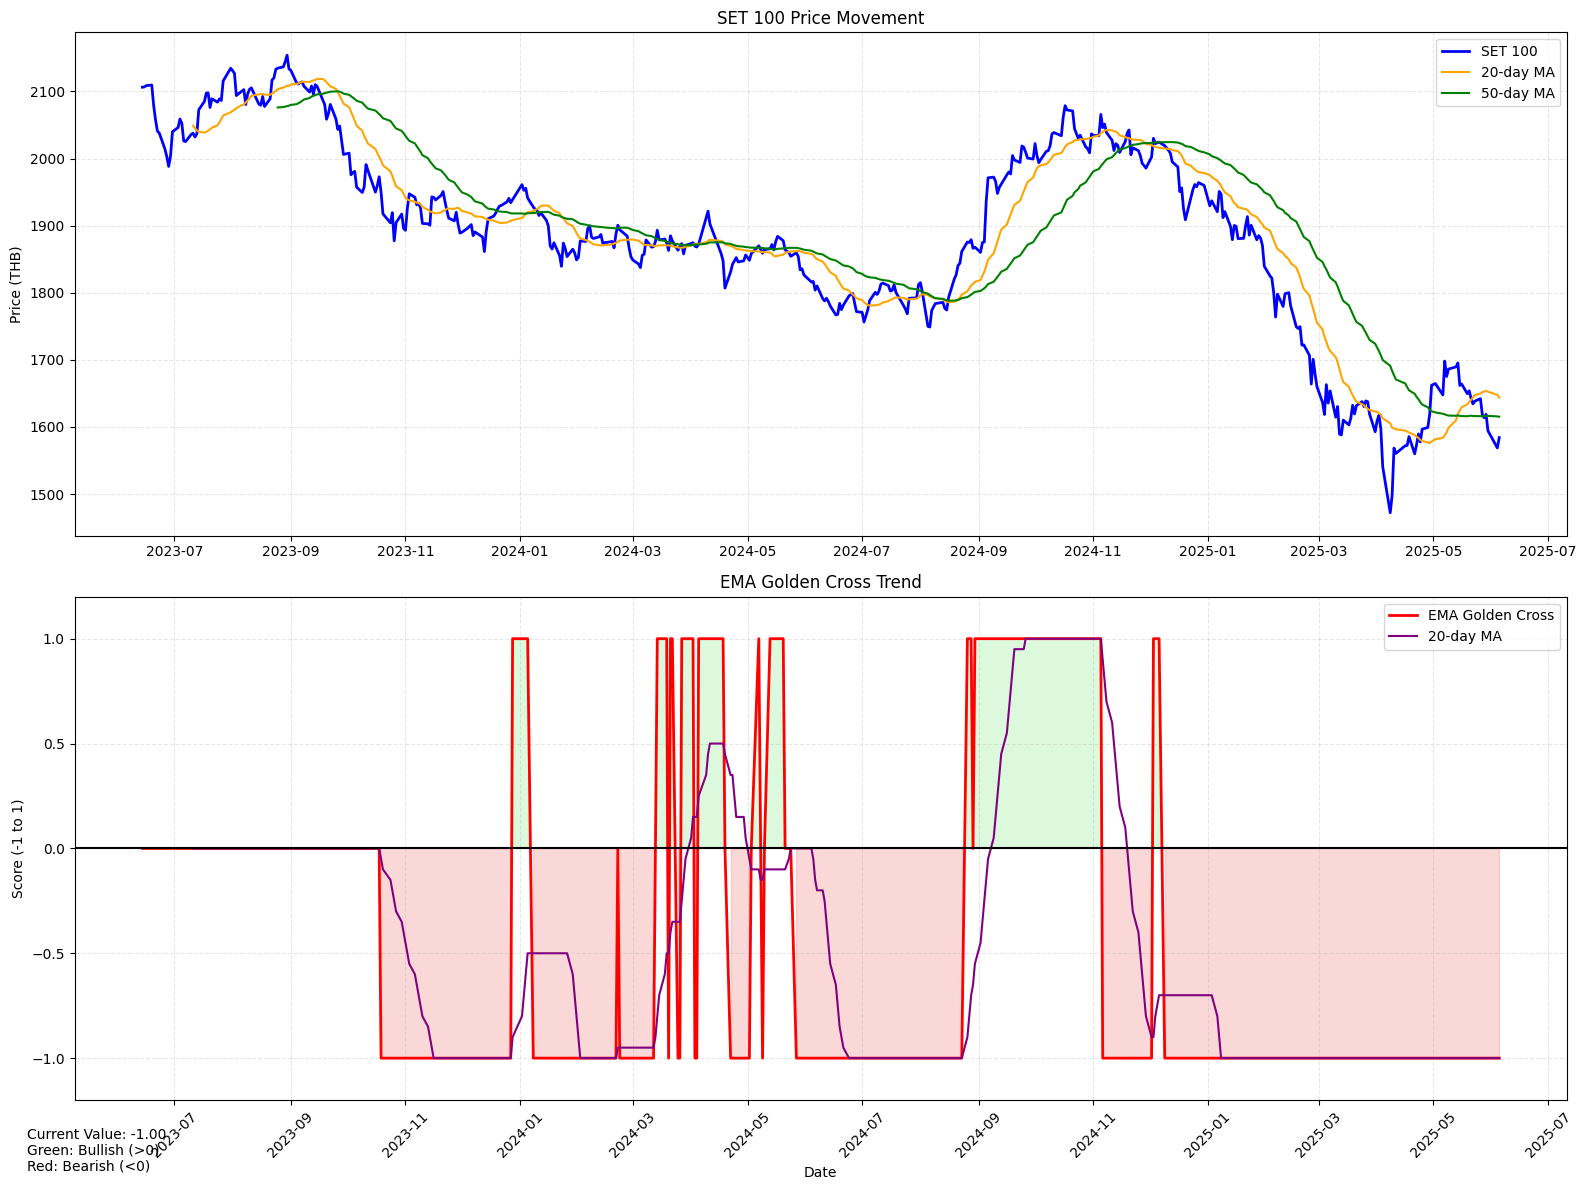 SET 100 Price Movement
SET 100
20-day MA
50-day MA
Price (THB)
2100
2000
1900
1800
1700
1600
1500
2023-07 2023-09 2023-11 2024-01 2024-03 2024-05 2024-07 2024-09 2024-11 2025-01 2025-03 2025-05 2025-07
EMA Golden Cross Trend
EMA Golden Cross
20-day MA
Score (-1 to 1)
1.0
0.5
0.0
−0.5
−1.0
2023-07 2023-09 2023-11 2024-01 2024-03 2024-05 2024-07 2024-09 2024-11 2025-01 2025-03 2025-05 2025-07
Date
Current Value: -1.00
Green: Bullish (>0)
Red: Bearish (<0)